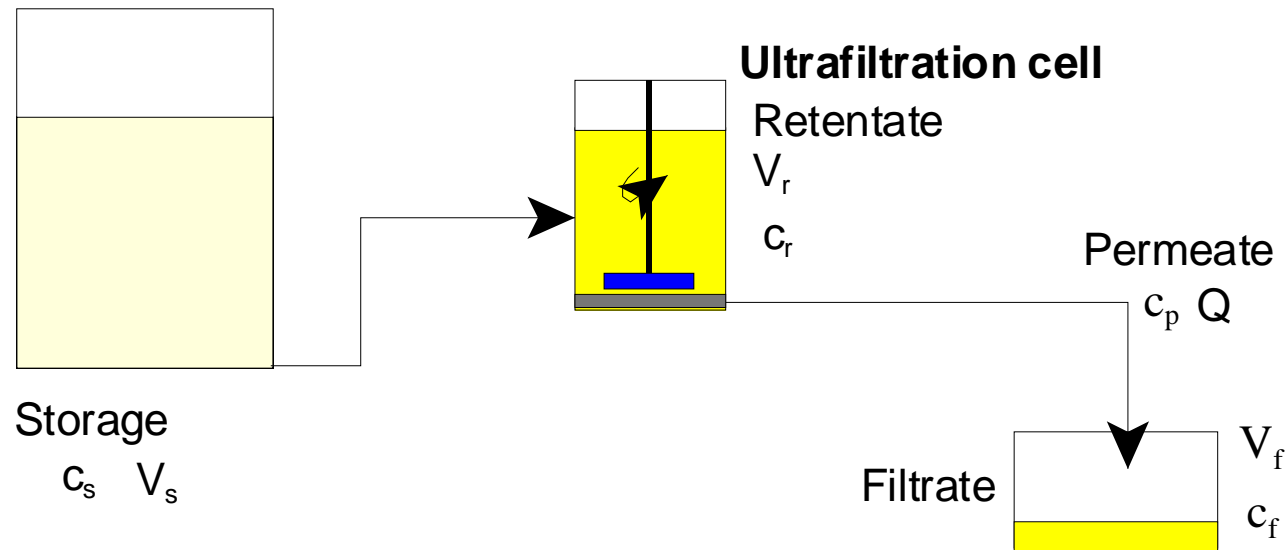 Ultrafiltration cell
Retentate
Vr
cr
Permeate
cp Q
Storage
cs Vs
Filtrate
Vf
cf